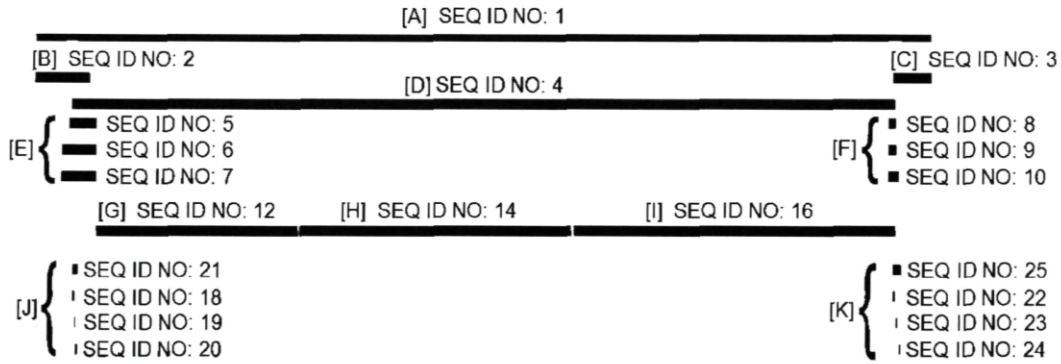 [A] SEQ ID NO: 1
[B] SEQ ID NO: 2
[C] SEQ ID NO: 3
[D] SEQ ID NO: 4
[E]
SEQ ID NO: 5
SEQ ID NO: 6
SEQ ID NO: 7
[F]
SEQ ID NO: 8
SEQ ID NO: 9
SEQ ID NO: 10
[G] SEQ ID NO: 12
[H] SEQ ID NO: 14
[I] SEQ ID NO: 16
[J]
SEQ ID NO: 21
SEQ ID NO: 18
SEQ ID NO: 19
SEQ ID NO: 20
[K]
SEQ ID NO: 25
SEQ ID NO: 22
SEQ ID NO: 23
SEQ ID NO: 24